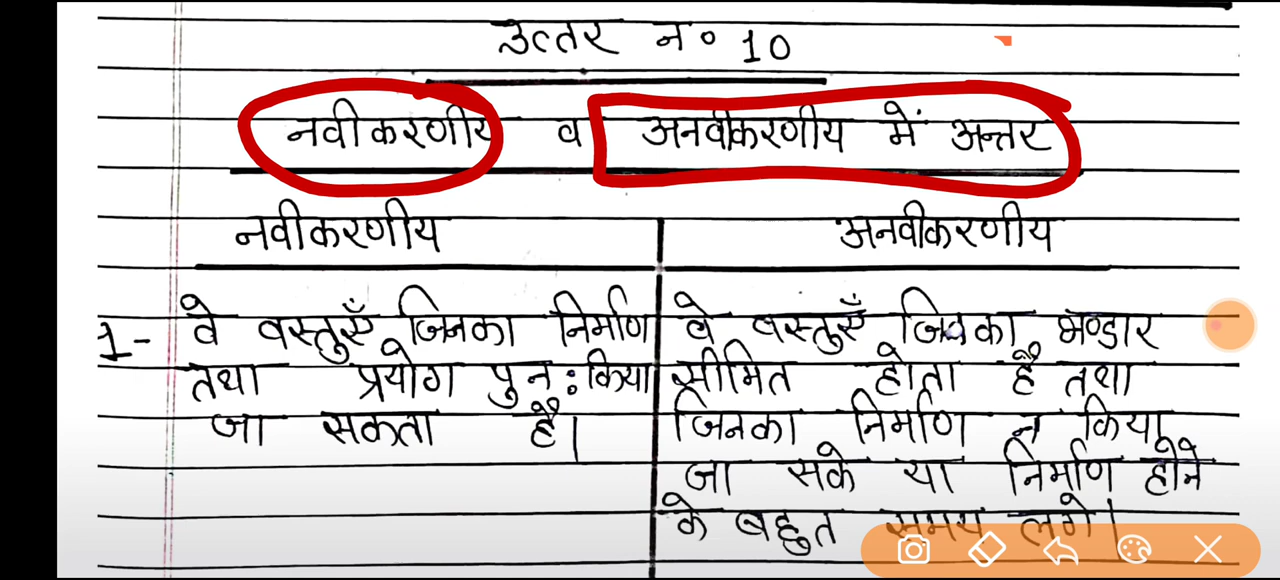 उत्तर न० 10
नवीकरणीय व अनवीकरणीय में अन्तर
नवीकरणीय
अनवीकरणीय
1- वे वस्तुएँ जिनका निर्माण
तथा प्रयोग पुन: किया
जा सकता है।
वे वस्तुएँ जिनका भण्डार
सीमित होता है तथा
जिनका निर्माण न किया
जा सके या निर्माण होने
के बहुत समय लगे।